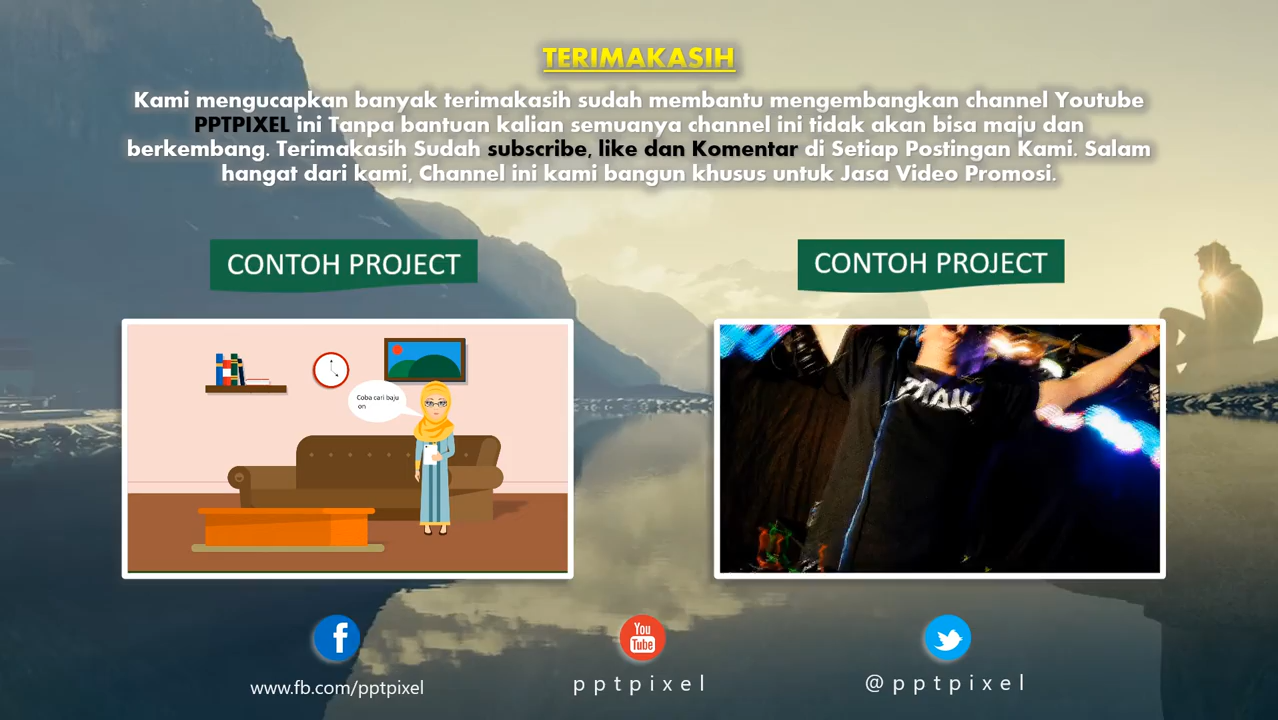 TERIMAKASIH
Kami mengucapkan banyak terimakasih sudah membantu mengembangkan channel Youtube
PPTPIXEL ini Tanpa bantuan kalian semuanya channel ini tidak akan bisa maju dan
berkembang. Terimakasih Sudah subscribe, like dan Komentar di Setiap Postingan Kami. Salam
hangat dari kami, Channel ini kami bangun khusus untuk Jasa Video Promosi.
CONTOH PROJECT
CONTOH PROJECT
Coba cari baju
on
You
Tube
www.fb.com/pptpixel
pptpixel
@pptpixel